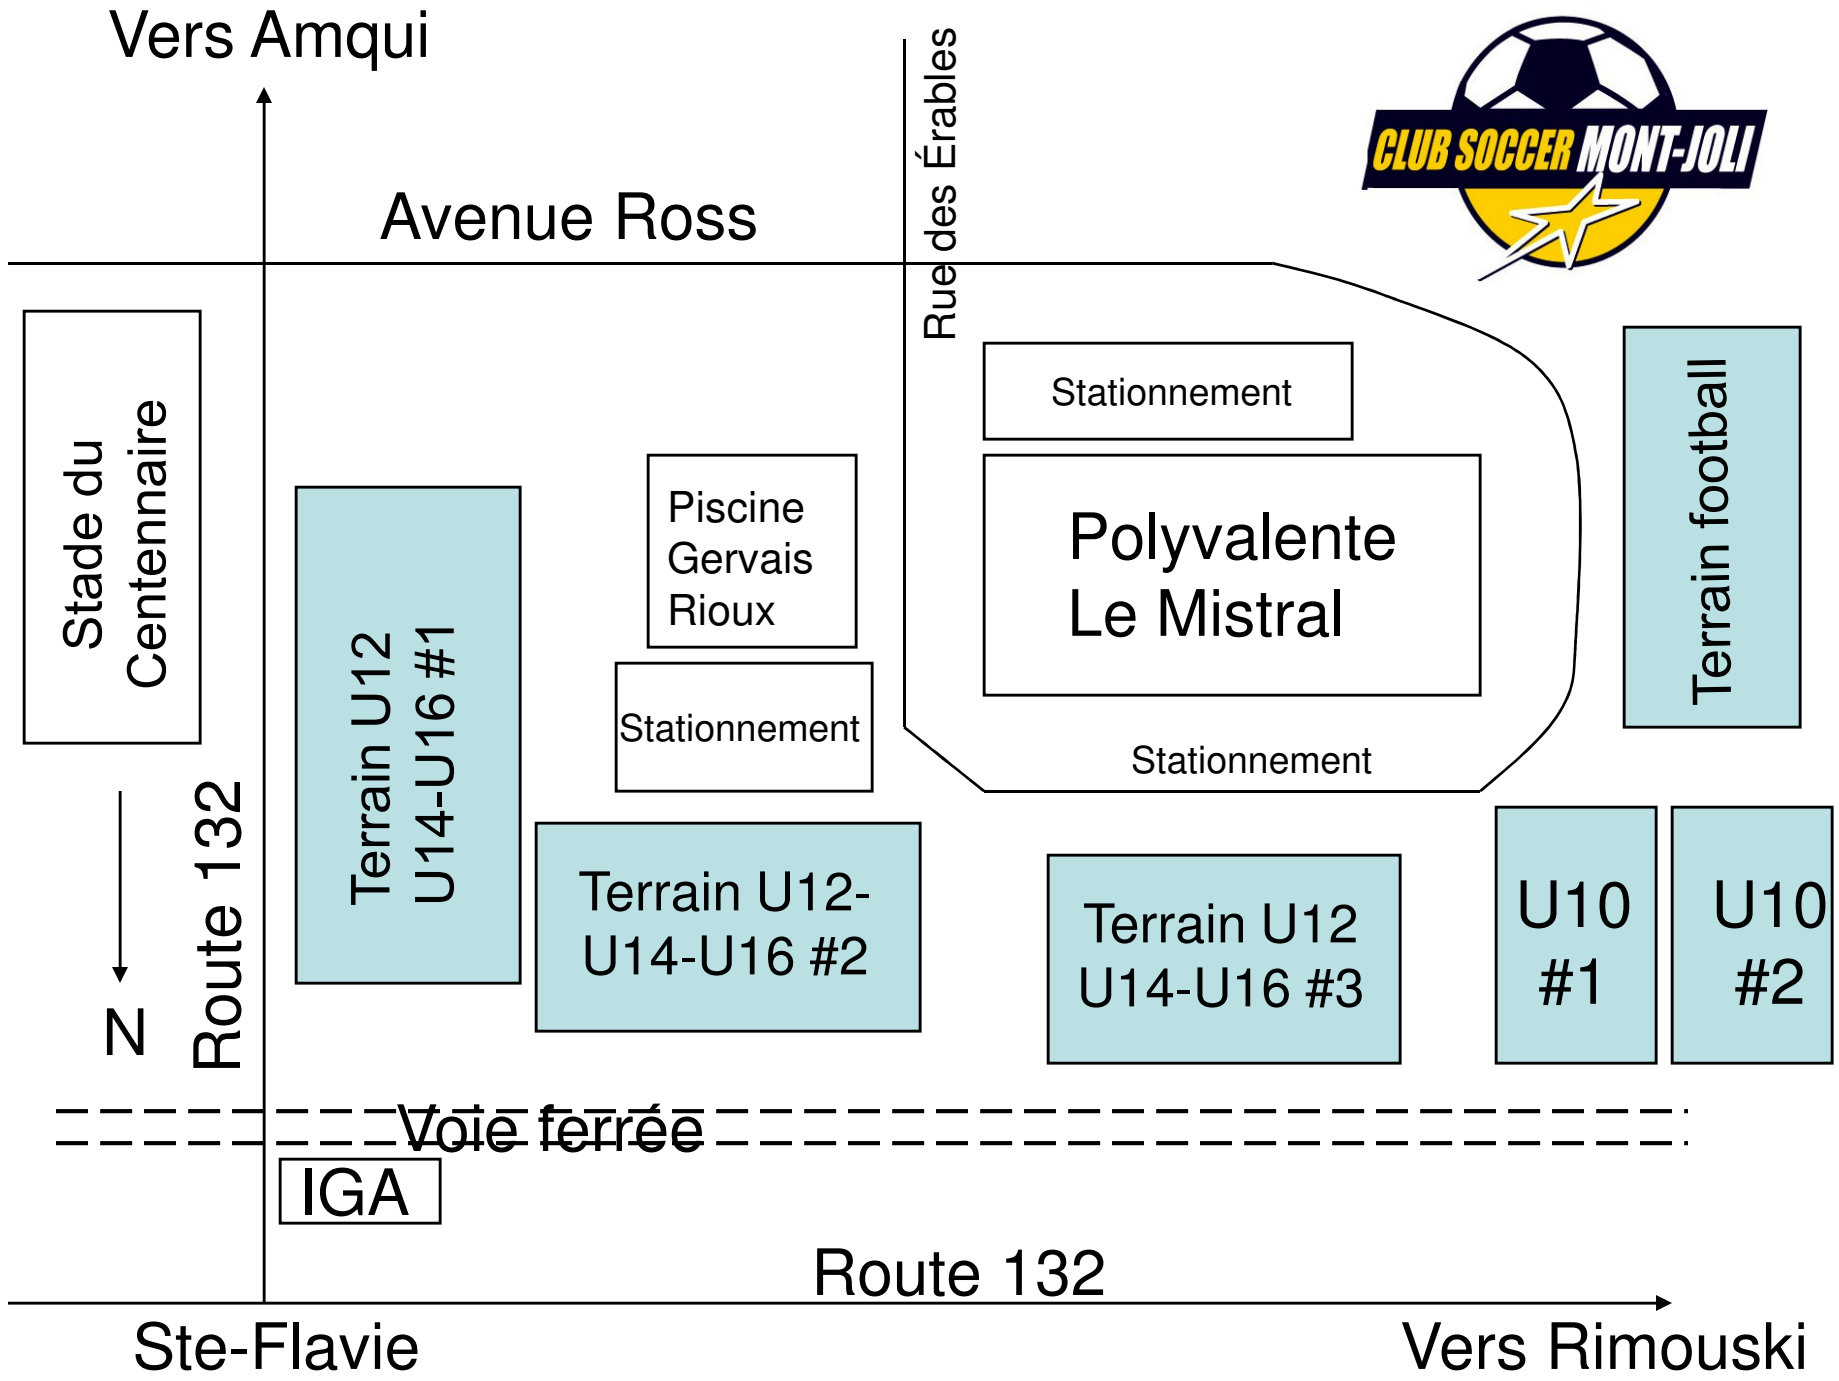 Vers Amqui
Rue des Érables
CLUB SOCCER MONT-JOLI
Avenue Ross
Stade du
Centennaire
Stationnement
Terrain football
Piscine
Gervais
Rioux
Polyvalente
Le Mistral
Terrain U12
U14-U16 #1
Stationnement
Stationnement
Route 132
N
Terrain U12-
U14-U16 #2
Terrain U12
U14-U16 #3
U10
#1
U10
#2
Voie ferrée
IGA
Route 132
Ste-Flavie
Vers Rimouski